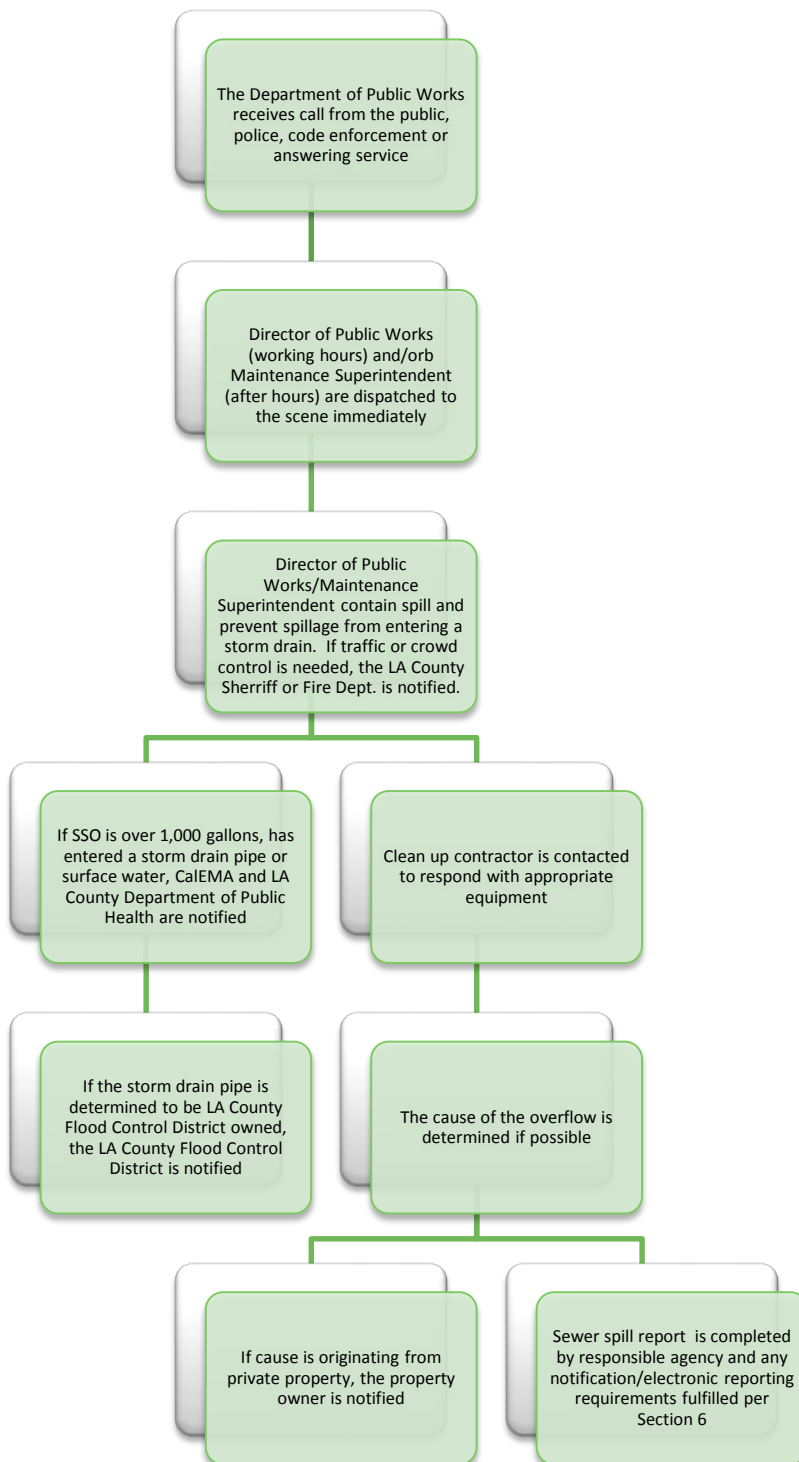 The Department of Public Works
receives call from the public,
police, code enforcement or
answering service
Director of Public Works
(working hours) and/orb
Maintenance Superintendent
(after hours) are dispatched to
the scene immediately
Director of Public
Works/Maintenance
Superintendent contain spill and
prevent spillage from entering a
storm drain.  If traffic or crowd
control is needed, the LA County
Sherriff or Fire Dept. is notified.
If SSO is over 1,000 gallons, has
entered a storm drain pipe or
surface water, CalEMA and LA
County Department of Public
Health are notified
Clean up contractor is contacted
to respond with appropriate
equipment
If the storm drain pipe is
determined to be LA County
Flood Control District owned,
the LA County Flood Control
District is notified
The cause of the overflow is
determined if possible
If cause is originating from
private property, the property
owner is notified
Sewer spill report  is completed
by responsible agency and any
notification/electronic reporting
requirements fulfilled per
Section 6